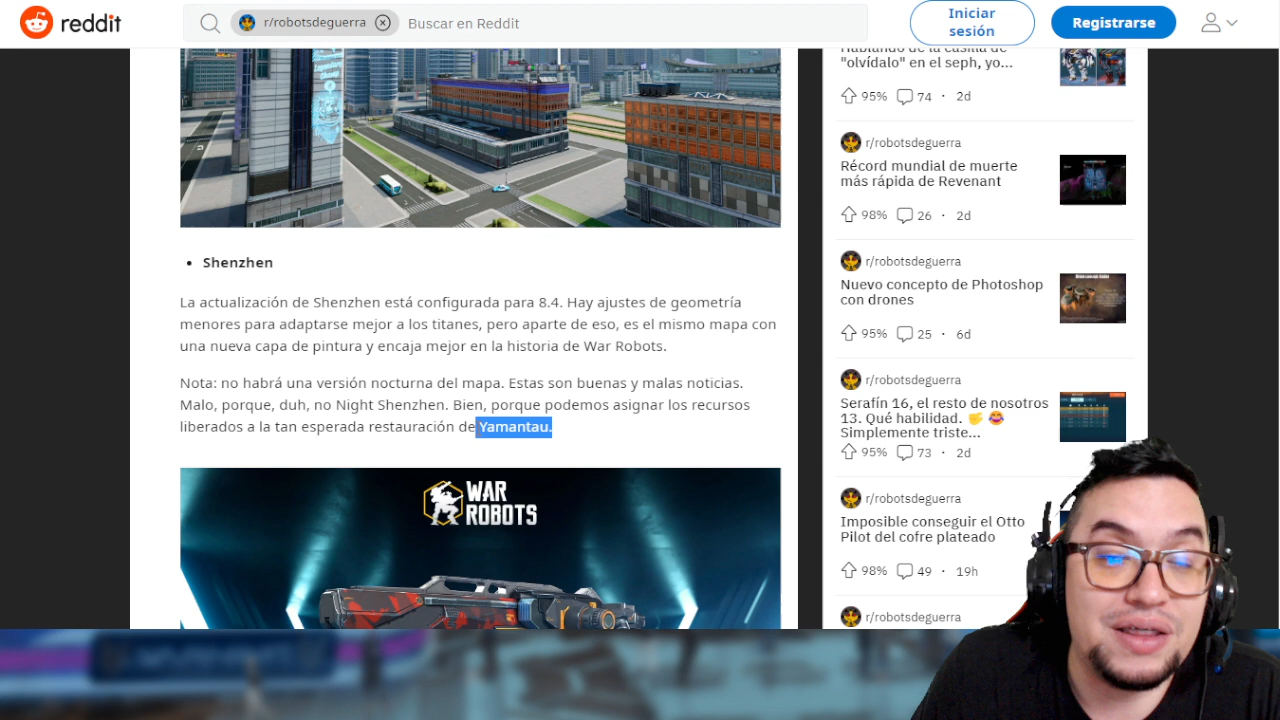 reddit
r/robotsdeguerra
Buscar en Reddit
Iniciar sesión
Registrarse
Shenzhen
La actualización de Shenzhen está configurada para 8.4. Hay ajustes de geometría
menores para adaptarse mejor a los titanes, pero aparte de eso, es el mismo mapa con
una nueva capa de pintura y encaja mejor en la historia de War Robots.
Nota: no habrá una versión nocturna del mapa. Estas son buenas y malas noticias.
Malo, porque, duh, no Night Shenzhen. Bien, porque podemos asignar los recursos
liberados a la tan esperada restauración de Yamantau.
WAR
ROBOTS
Hablando de la casilla de
"olvídalo" en el seph, yo...
95% 74 · 2d
r/robotsdeguerra
Récord mundial de muerte
más rápida de Revenant
98% 26 · 2d
r/robotsdeguerra
Nuevo concepto de Photoshop
con drones
95% 25 · 6d
r/robotsdeguerra
Serafín 16, el resto de nosotros
13. Qué habilidad. ✊ 😂
Simplemente triste...
95% 73 · 2d
r/robotsdeguerra
Imposible conseguir el Otto
Pilot del cofre plateado
98% 49 · 19h
r/robotsdeguerra